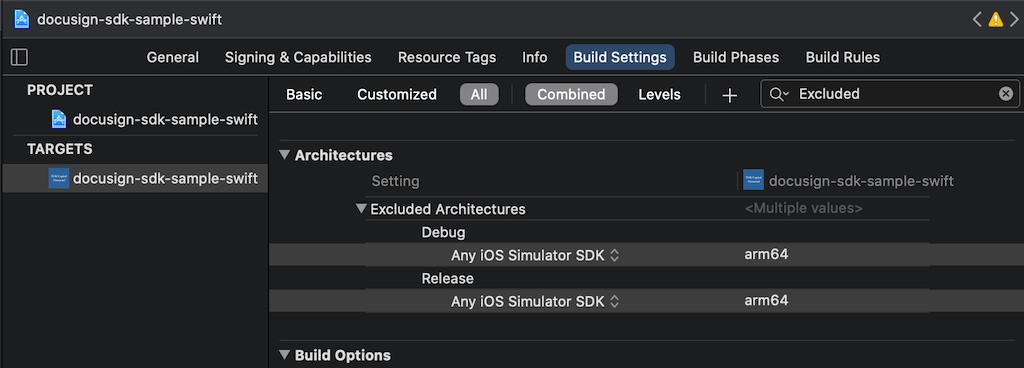 docusign-sdk-sample-swift
General Signing & Capabilities Resource Tags Info Build Settings Build Phases Build Rules
PROJECT
docusign-sdk-sample-swift
TARGETS
docusign-sdk-sample-swift
Basic Customized All Combined Levels + Excluded
Architectures
Setting docusign-sdk-sample-swift
Excluded Architectures <Multiple values>
Debug
Any iOS Simulator SDK arm64
Release
Any iOS Simulator SDK arm64
Build Options